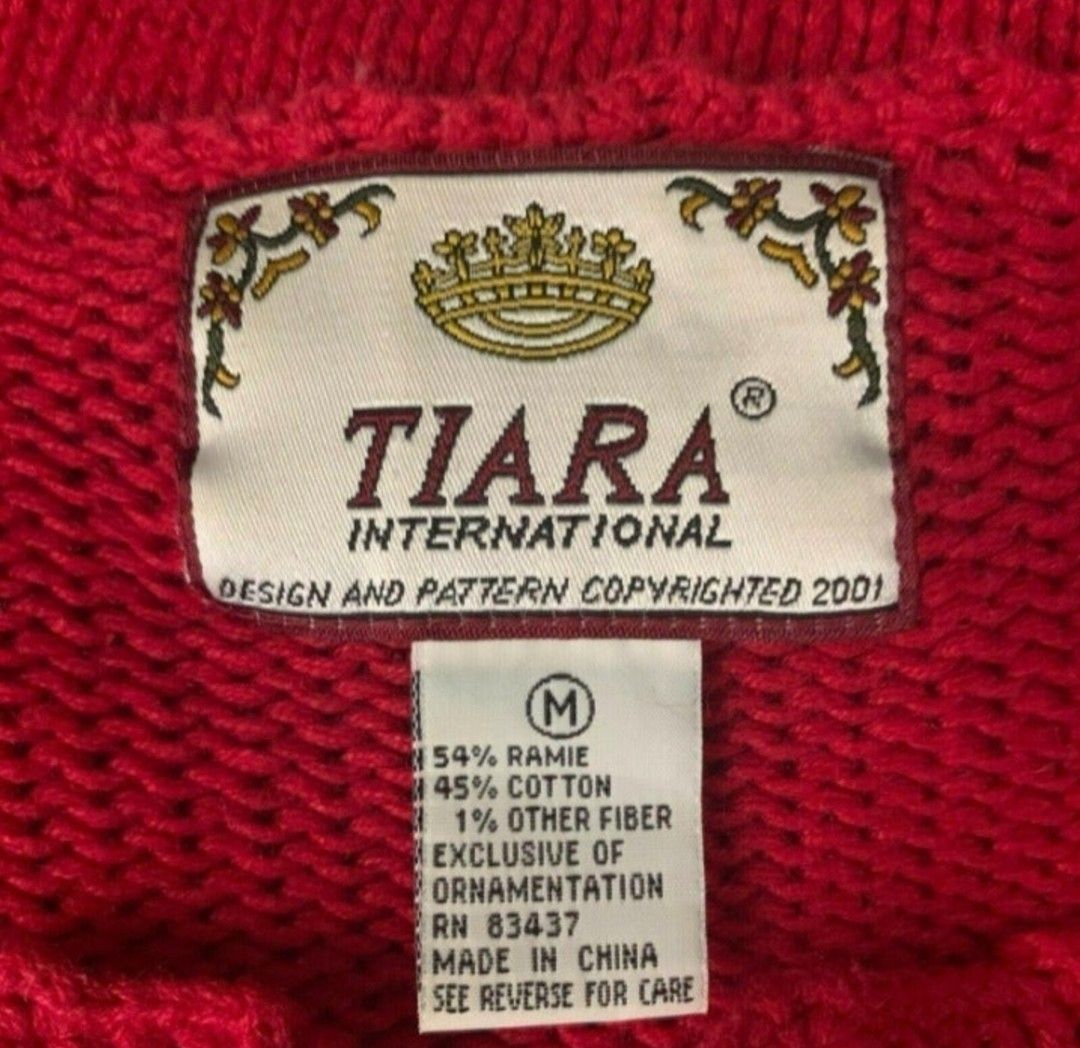 TIARA ®
INTERNATIONAL
DESIGN AND PATTERN COPYRIGHTED 2001
M
54% RAMIE
45% COTTON
1% OTHER FIBER
EXCLUSIVE OF
ORNAMENTATION
RN 83437
MADE IN CHINA
SEE REVERSE FOR CARE